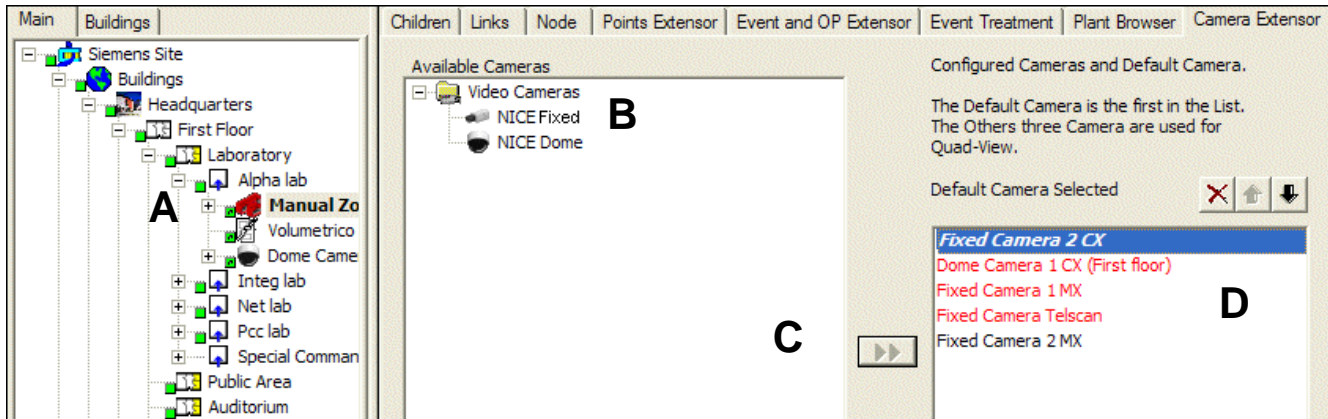 Main Buildings
Siemens Site
Buildings
Headquarters
First Floor
Laboratory
Alpha lab
Manual Zo
Volumetrico
Dome Came
Integ lab
Net lab
Pcc lab
Special Comman
Public Area
Auditorium
A
Children Links Node Points Extensor Event and OP Extensor Event Treatment Plant Browser Camera Extensor
Available Cameras
Video Cameras
NICE Fixed
NICE Dome
B
C
Configured Cameras and Default Camera.
The Default Camera is the first in the List.
The Others three Camera are used for
Quad-View.
Default Camera Selected
Fixed Camera 2 CX
Dome Camera 1 CX (First floor)
Fixed Camera 1 MX
Fixed Camera Telscan
Fixed Camera 2 MX
D